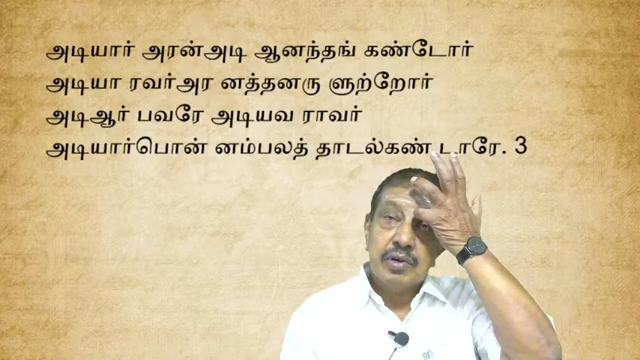 அடியார் அரன்அடி ஆனந்தங் கண்டோர்
அடியா ரவர்அர னத்தனரு ளுற்றோர்
அடிஆர் பவரே அடியவ ராவர்
அடியார்பொன் னம்பலத் தாடல்கண் டாரே. 3